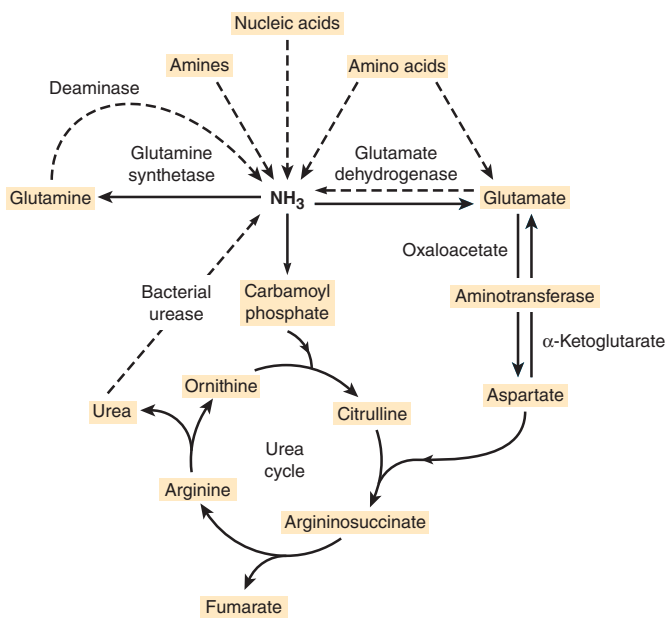 Nucleic acids
Amines
Amino acids
Deaminase
Glutamine
synthetase
Glutamate
dehydrogenase
Glutamine
NH3
Glutamate
Oxaloacetate
Bacterial
urease
Carbamoyl
phosphate
Aminotransferase
α-Ketoglutarate
Ornithine
Aspartate
Urea
Citrulline
Urea
cycle
Arginine
Argininosuccinate
Fumarate